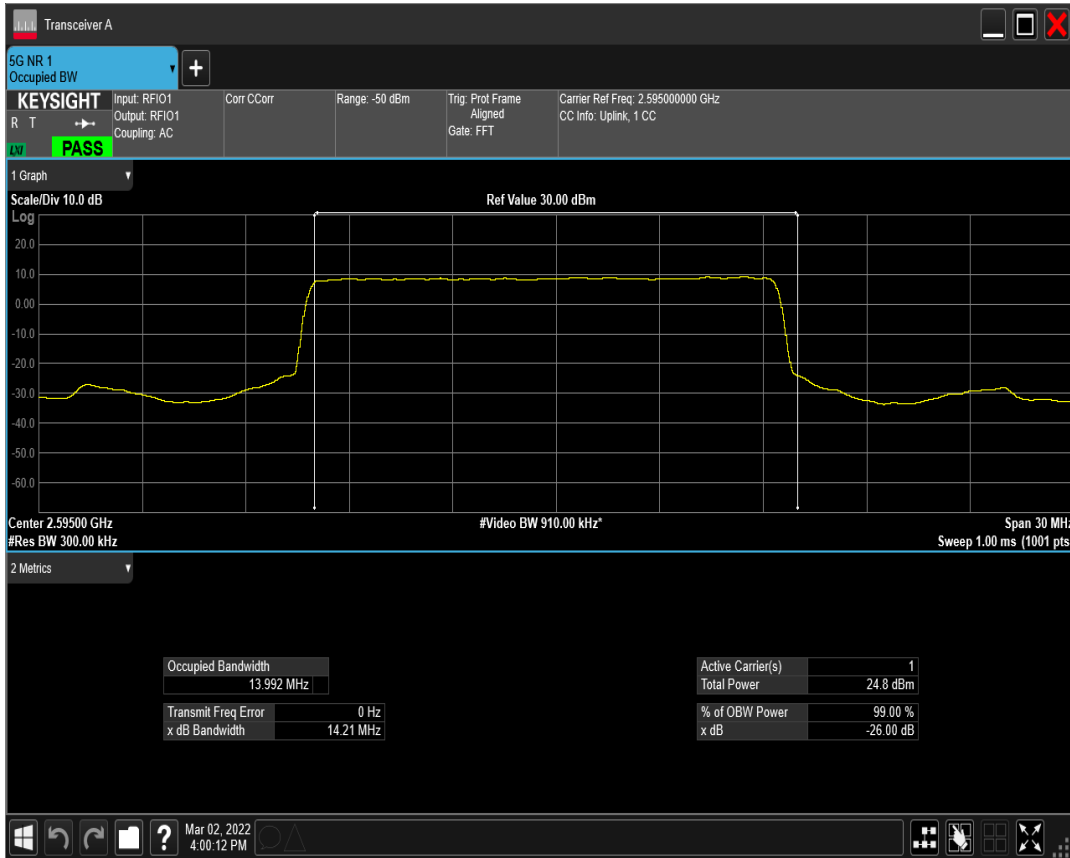 Transceiver A
5G NR 1
Occupied BW
+
KEYSIGHT
R T
LXI
PASS
Input: RFIO1
Output: RFIO1
Coupling: AC
Corr CCorr
Range: -50 dBm
Trig: Prot Frame
Aligned
Gate: FFT
Carrier Ref Freq: 2.595000000 GHz
CC Info: Uplink, 1 CC
1 Graph
Scale/Div 10.0 dB
Ref Value 30.00 dBm
Log
20.0
10.0
0.00
-10.0
-20.0
-30.0
-40.0
-50.0
-60.0
Center 2.59500 GHz
#Video BW 910.00 kHz*
Span 30 MHz
#Res BW 300.00 kHz
Sweep 1.00 ms (1001 pts
2 Metrics
Occupied Bandwidth
13.992 MHz
Transmit Freq Error 0 Hz
x dB Bandwidth 14.21 MHz
Active Carrier(s) 1
Total Power 24.8 dBm
% of OBW Power 99.00 %
x dB -26.00 dB
?
Mar 02, 2022
4:00:12 PM